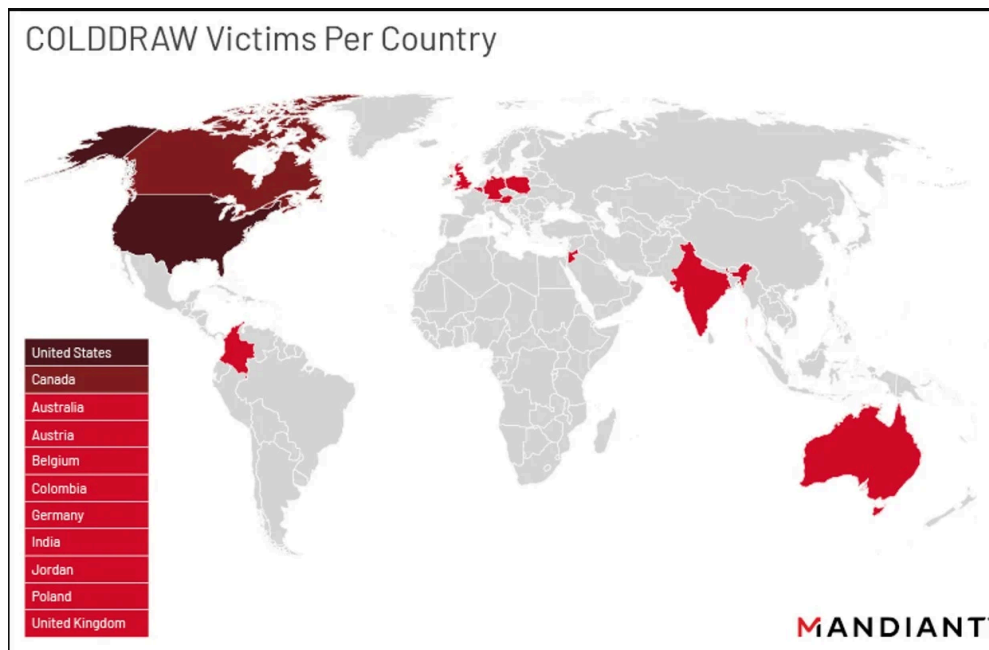 COLDDRAW Victims Per Country
United States
Canada
Australia
Austria
Belgium
Colombia
Germany
India
Jordan
Poland
United Kingdom
MANDIANT